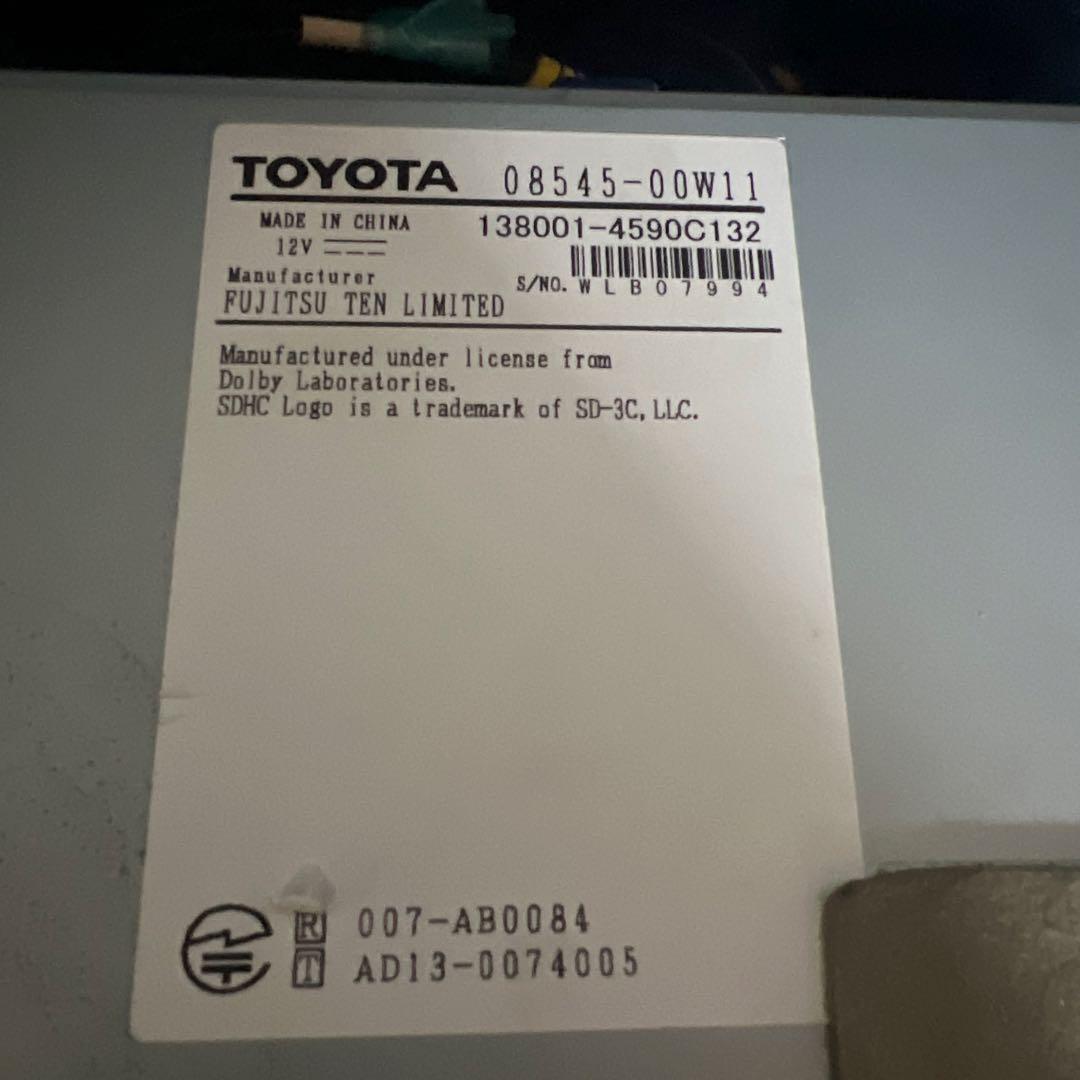 TOYOTA 08545-00W11
MADE IN CHINA 138001-4590C132
12V
S/NO. WLB07994
Manufacturer
FUJITSU TEN LIMITED
Manufactured under license from
Dolby Laboratories.
SDHC Logo is a trademark of SD-3C, LLC.
R 007-AB0084
T AD13-0074005